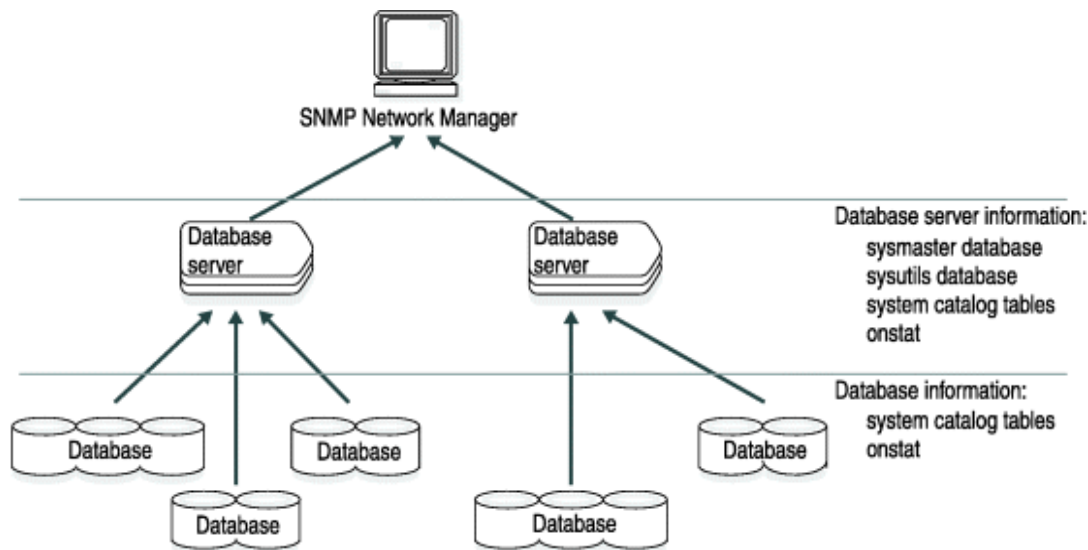 SNMP Network Manager
Database
server
Database
server
Database server information:
sysmaster database
sysutils database
system catalog tables
onstat
Database information:
system catalog tables
onstat
Database
Database
Database
Database
Database